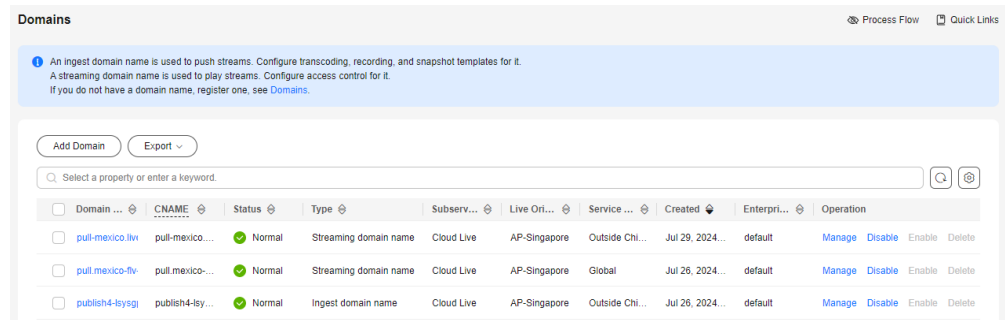 Domains
Process Flow Quick Links
An ingest domain name is used to push streams. Configure transcoding, recording, and snapshot templates for it.
A streaming domain name is used to play streams. Configure access control for it.
If you do not have a domain name, register one, see Domains.
Add Domain Export
Select a property or enter a keyword.
Domain ... CNAME Status Type Subserv... Live Ori... Service ... Created Enterpri... Operation
pull-mexico.live pull-mexico.... Normal Streaming domain name Cloud Live AP-Singapore Outside Chi... Jul 29, 2024... default Manage Disable Enable Delete
pull.mexico-flv- pull.mexico-... Normal Streaming domain name Cloud Live AP-Singapore Global Jul 26, 2024... default Manage Disable Enable Delete
publish4-lsysg publish4-lsy... Normal Ingest domain name Cloud Live AP-Singapore Outside Chi... Jul 26, 2024... default Manage Disable Enable Delete